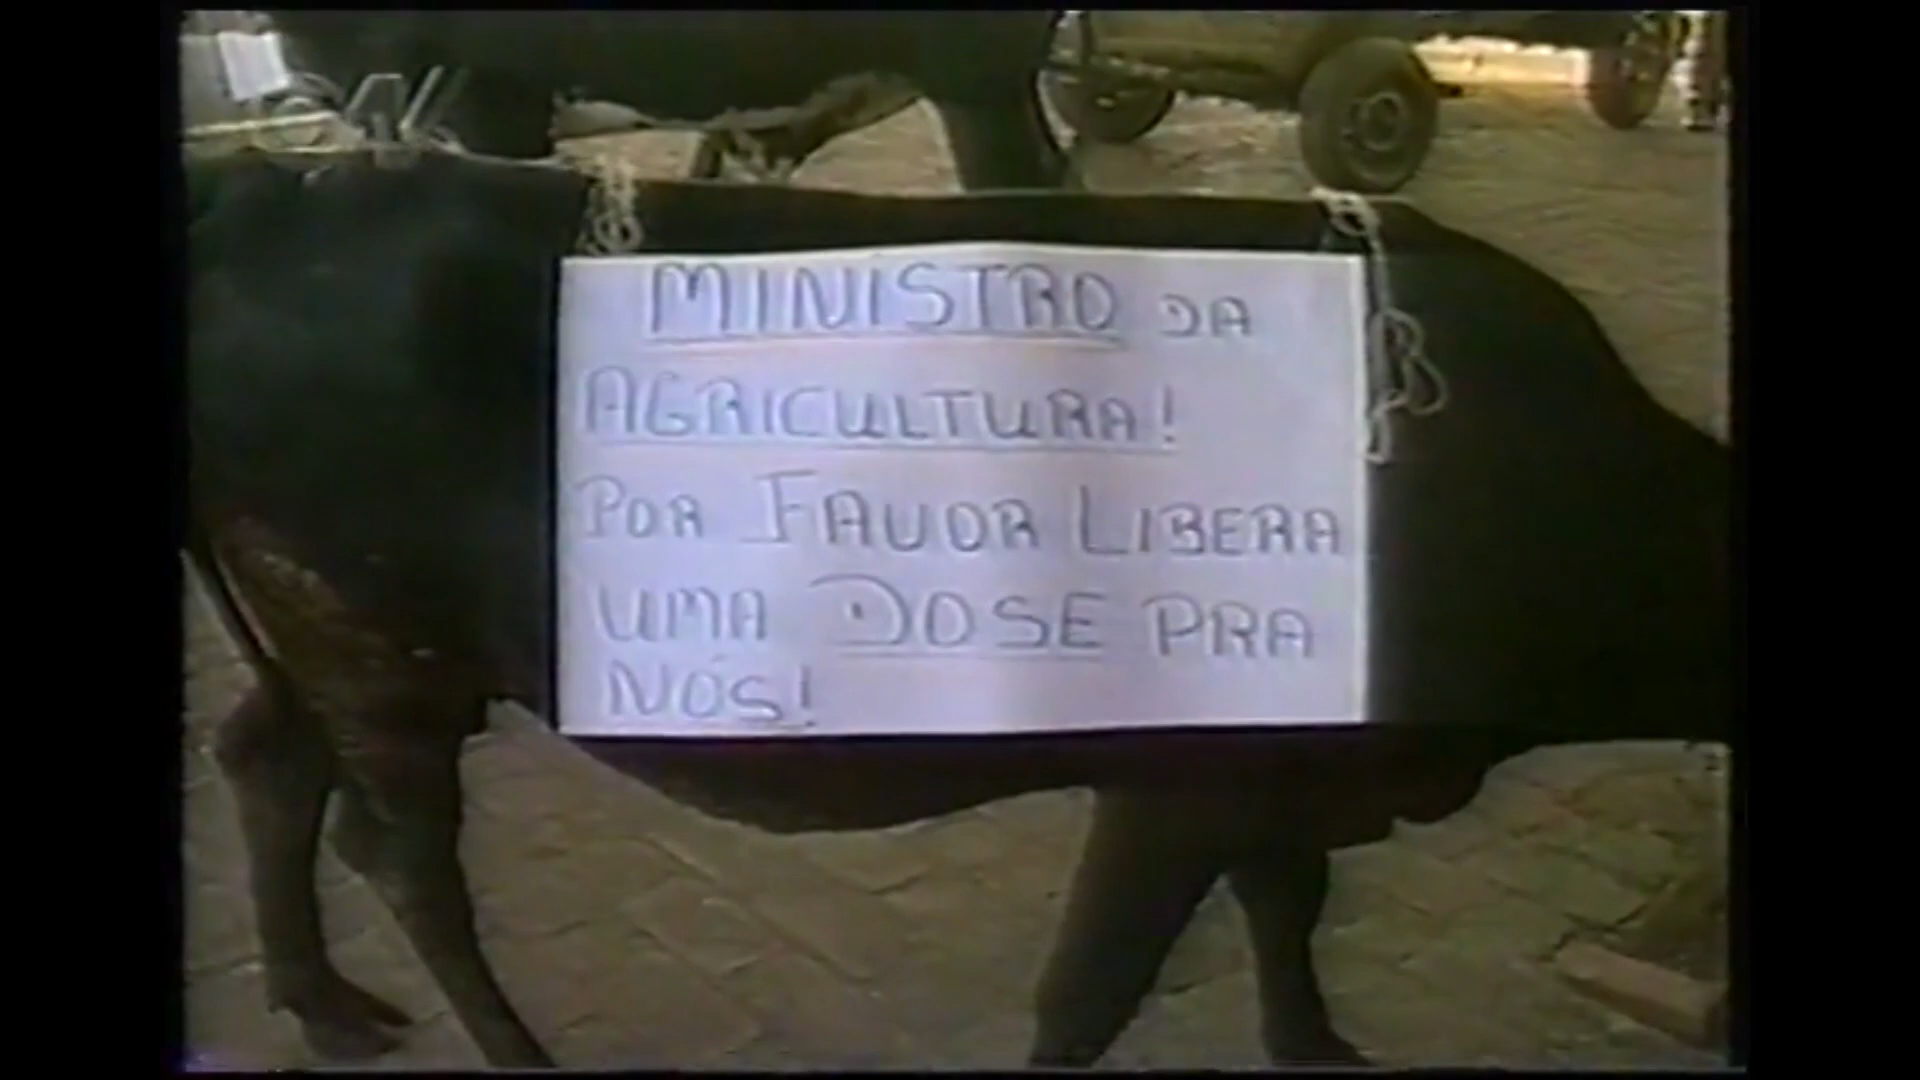 MINISTRO DA
AGRICULTURA!
POR FAVOR LIBERA
UMA DOSE PRA
NÓS!